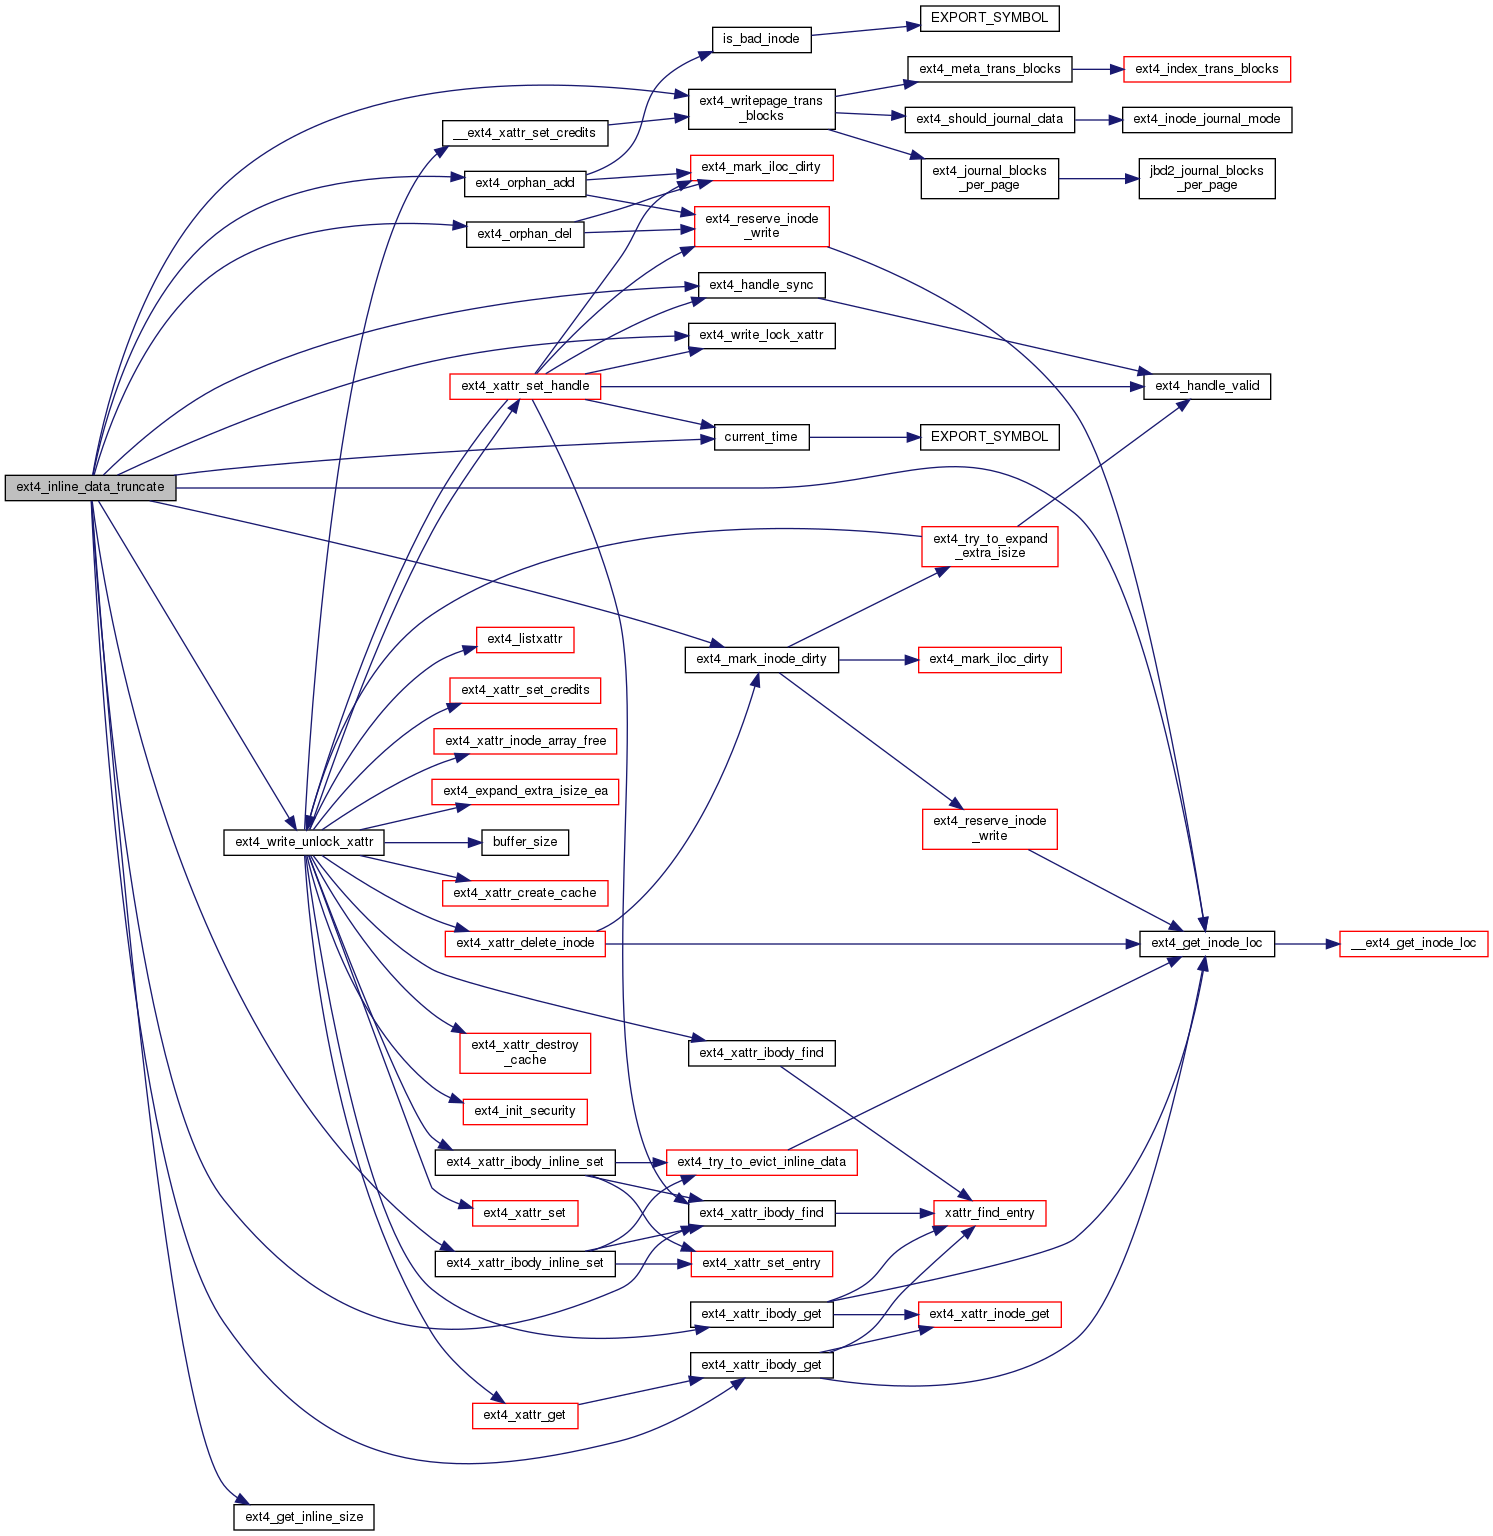 EXPORT_SYMBOL
is_bad_inode
ext4_meta_trans_blocks
ext4_index_trans_blocks
ext4_writepage_trans
_blocks
ext4_should_journal_data
ext4_inode_journal_mode
__ext4_xattr_set_credits
ext4_mark_iloc_dirty
ext4_journal_blocks
_per_page
jbd2_journal_blocks
_per_page
ext4_orphan_add
ext4_reserve_inode
_write
ext4_orphan_del
ext4_handle_sync
ext4_write_lock_xattr
ext4_xattr_set_handle
ext4_handle_valid
current_time
EXPORT_SYMBOL
ext4_inline_data_truncate
ext4_try_to_expand
_extra_isize
ext4_listxattr
ext4_mark_inode_dirty
ext4_mark_iloc_dirty
ext4_xattr_set_credits
ext4_xattr_inode_array_free
ext4_expand_extra_isize_ea
ext4_reserve_inode
_write
ext4_write_unlock_xattr
buffer_size
ext4_xattr_create_cache
ext4_xattr_delete_inode
ext4_get_inode_loc
__ext4_get_inode_loc
ext4_xattr_destroy
_cache
ext4_xattr_ibody_find
ext4_init_security
ext4_xattr_ibody_inline_set
ext4_try_to_evict_inline_data
ext4_xattr_set
ext4_xattr_ibody_find
xattr_find_entry
ext4_xattr_ibody_inline_set
ext4_xattr_set_entry
ext4_xattr_ibody_get
ext4_xattr_inode_get
ext4_xattr_ibody_get
ext4_xattr_get
ext4_get_inline_size